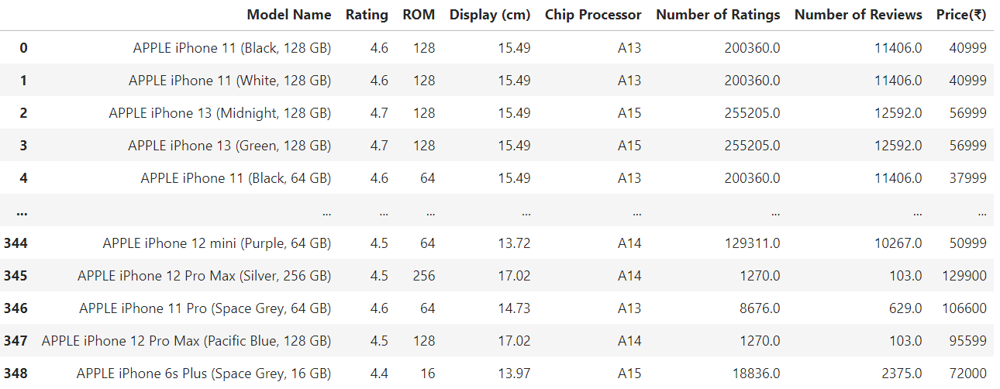 Model Name Rating ROM Display (cm) Chip Processor Number of Ratings Number of Reviews Price(₹)
0 APPLE iPhone 11 (Black, 128 GB) 4.6 128 15.49 A13 200360.0 11406.0 40999
1 APPLE iPhone 11 (White, 128 GB) 4.6 128 15.49 A13 200360.0 11406.0 40999
2 APPLE iPhone 13 (Midnight, 128 GB) 4.7 128 15.49 A15 255205.0 12592.0 56999
3 APPLE iPhone 13 (Green, 128 GB) 4.7 128 15.49 A15 255205.0 12592.0 56999
4 APPLE iPhone 11 (Black, 64 GB) 4.6 64 15.49 A13 200360.0 11406.0 37999
... ... ... ... ... ... ... ... ...
344 APPLE iPhone 12 mini (Purple, 64 GB) 4.5 64 13.72 A14 129311.0 10267.0 50999
345 APPLE iPhone 12 Pro Max (Silver, 256 GB) 4.5 256 17.02 A14 1270.0 103.0 129900
346 APPLE iPhone 11 Pro (Space Grey, 64 GB) 4.6 64 14.73 A13 8676.0 629.0 106600
347 APPLE iPhone 12 Pro Max (Pacific Blue, 128 GB) 4.5 128 17.02 A14 1270.0 103.0 95599
348 APPLE iPhone 6s Plus (Space Grey, 16 GB) 4.4 16 13.97 A15 18836.0 2375.0 72000